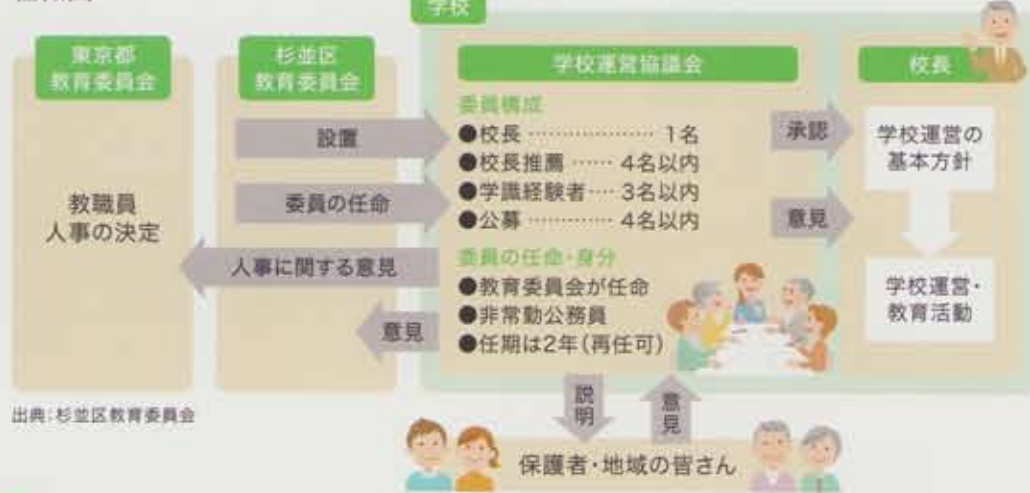 学校
東京都
教育委員会
教職員
人事の決定
杉並区
教育委員会
設置
委員の任命
人事に関する意見
意見
学校運営協議会
委員構成
●校長 ………………… 1名
●校長推薦 …… 4名以内
●学識経験者 …… 3名以内
●公募 ………… 4名以内
委員の任命・身分
●教育委員会が任命
●非常勤公務員
●任期は2年(再任可)
承認
意見
校長
学校運営の
基本方針
学校運営・
教育活動
説明
意見
保護者・地域の皆さん
出典:杉並区教育委員会